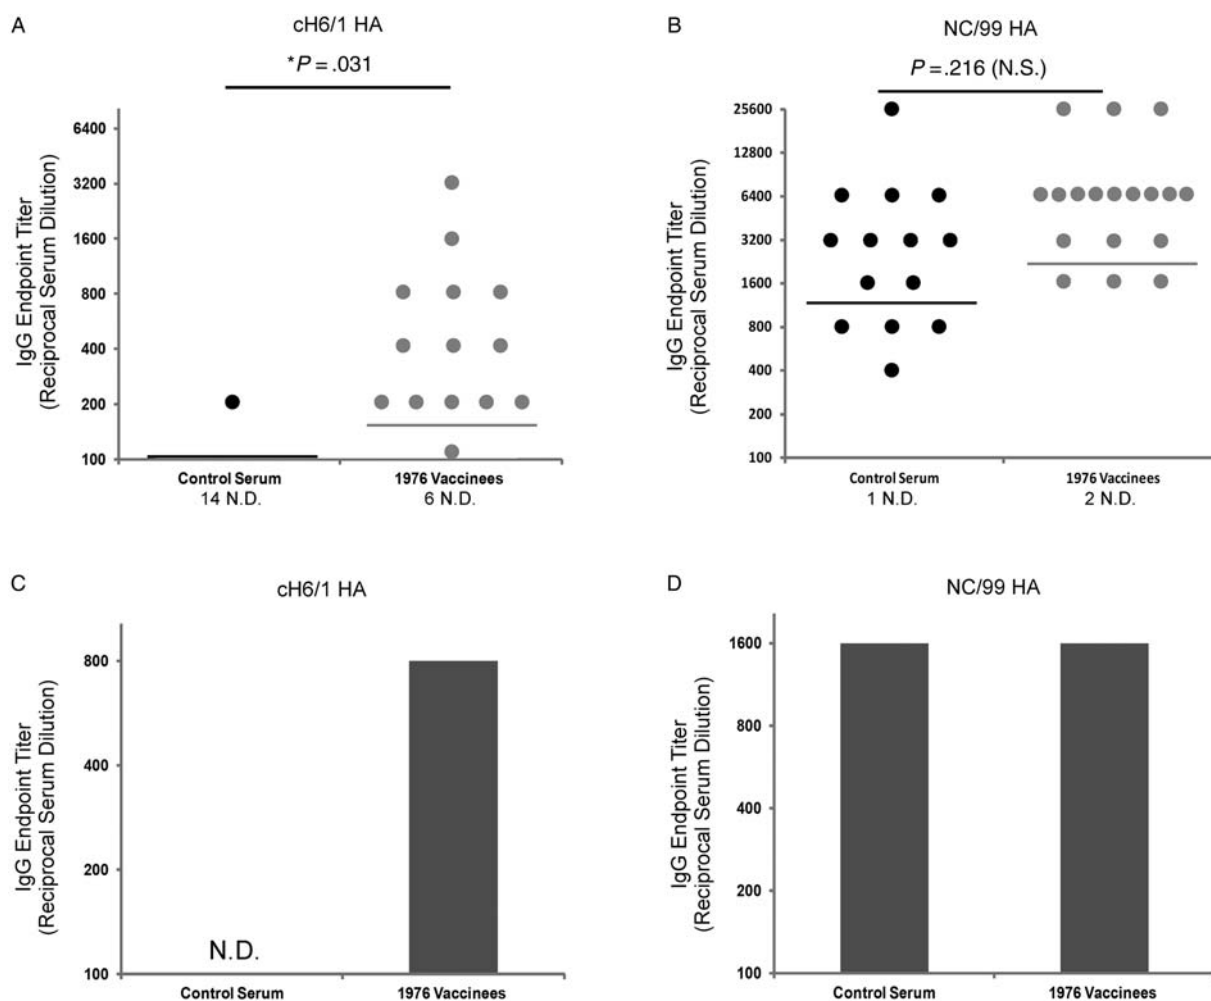 A
cH6/1 HA
*P = .031
IgG Endpoint Titer
(Reciprocal Serum Dilution)
6400
3200
1600
800
400
200
100
Control Serum
14 N.D.
1976 Vaccinees
6 N.D.
B
NC/99 HA
P =.216 (N.S.)
IgG Endpoint Titer
(Reciprocal Serum Dilution)
25600
12800
6400
3200
1600
800
400
200
100
Control Serum
1 N.D.
1976 Vaccinees
2 N.D.
C
cH6/1 HA
IgG Endpoint Titer
(Reciprocal Serum Dilution)
800
400
200
100
N.D.
Control Serum
1976 Vaccinees
D
NC/99 HA
IgG Endpoint Titer
(Reciprocal Serum Dilution)
1600
800
400
200
100
Control Serum
1976 Vaccinees